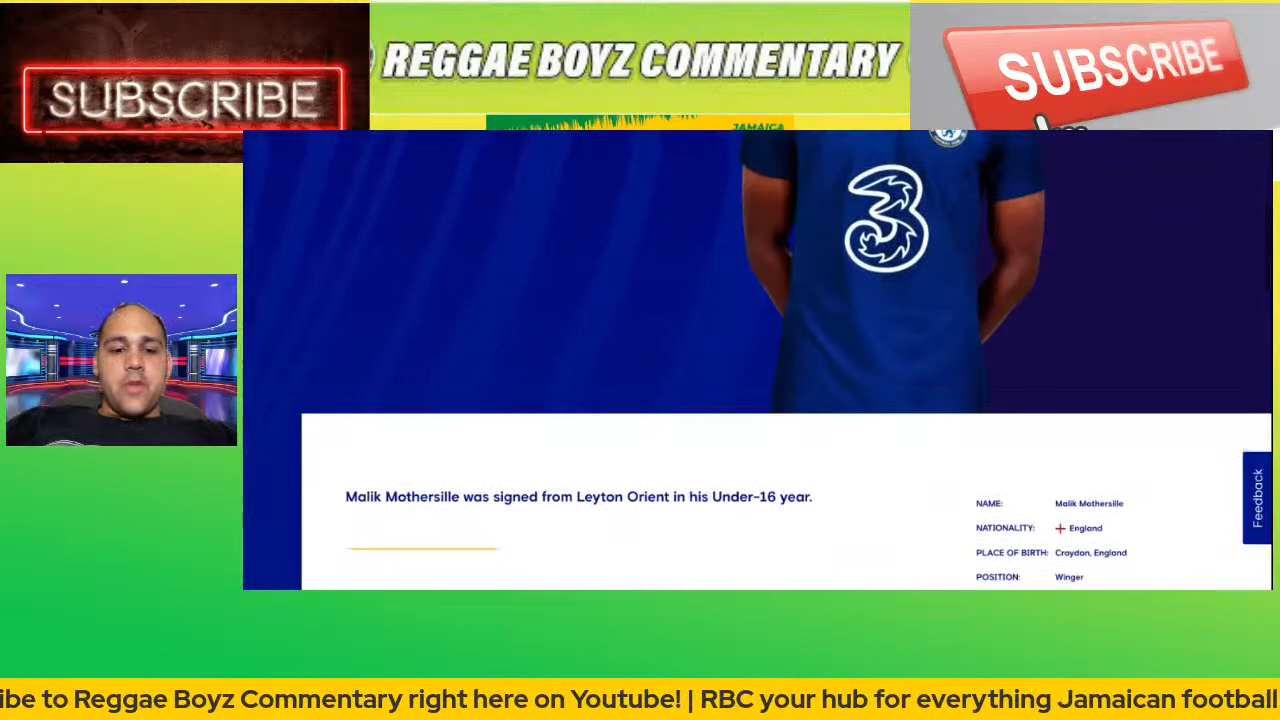 SUBSCRIBE
REGGAE BOYZ COMMENTARY
SUBSCRIBE
JAMAICA
3
Malik Mothersille was signed from Leyton Orient in his Under-16 year.
NAME: Malik Mothersille
NATIONALITY: England
PLACE OF BIRTH: Croydon, England
POSITION: Winger
Feedback
ibe to Reggae Boyz Commentary right here on Youtube! | RBC your hub for everything Jamaican football